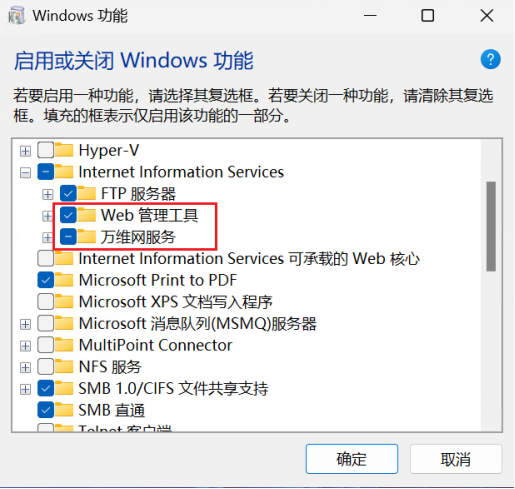 Windows 功能
启用或关闭 Windows 功能
?
若要启用一种功能，请选择其复选框。若要关闭一种功能，请清除其复选
框。填充的框表示仅启用该功能的一部分。
Hyper-V
Internet Information Services
FTP 服务器
Web 管理工具
万维网服务
Internet Information Services 可承载的 Web 核心
Microsoft Print to PDF
Microsoft XPS 文档写入程序
Microsoft 消息队列(MSMQ)服务器
MultiPoint Connector
NFS 服务
SMB 1.0/CIFS 文件共享支持
SMB 直通
Telnet 客户端
确定
取消